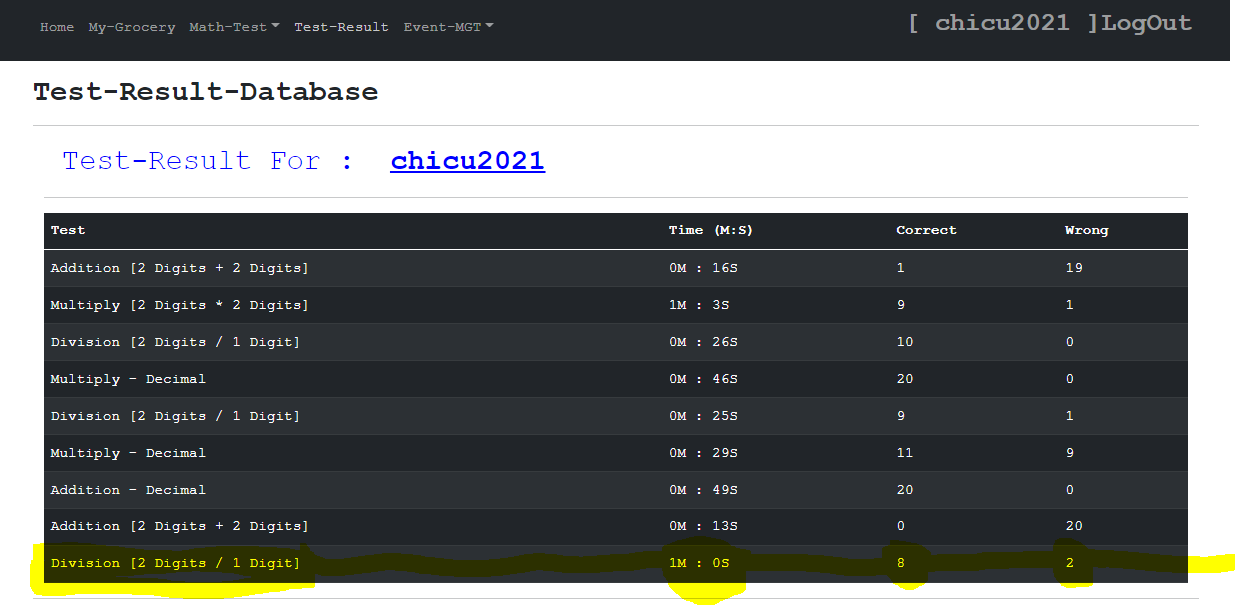 Home My-Grocery Math-Test Test-Result Event-MGT [ chicu2021 ]LogOut
Test-Result-Database
Test-Result For : chicu2021
Test Time (M:S) Correct Wrong
Addition [2 Digits + 2 Digits] 0M : 16S 1 19
Multiply [2 Digits * 2 Digits] 1M : 3S 9 1
Division [2 Digits / 1 Digit] 0M : 26S 10 0
Multiply - Decimal 0M : 46S 20 0
Division [2 Digits / 1 Digit] 0M : 25S 9 1
Multiply - Decimal 0M : 29S 11 9
Addition - Decimal 0M : 49S 20 0
Addition [2 Digits + 2 Digits] 0M : 13S 0 20
Division [2 Digits / 1 Digit] 1M : 0S 8 2